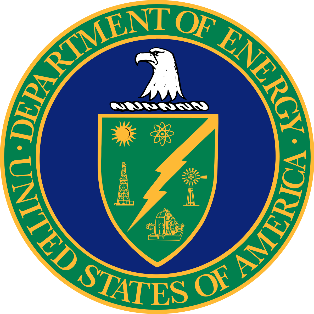 DEPARTMENT OF ENERGY
UNITED STATES OF AMERICA